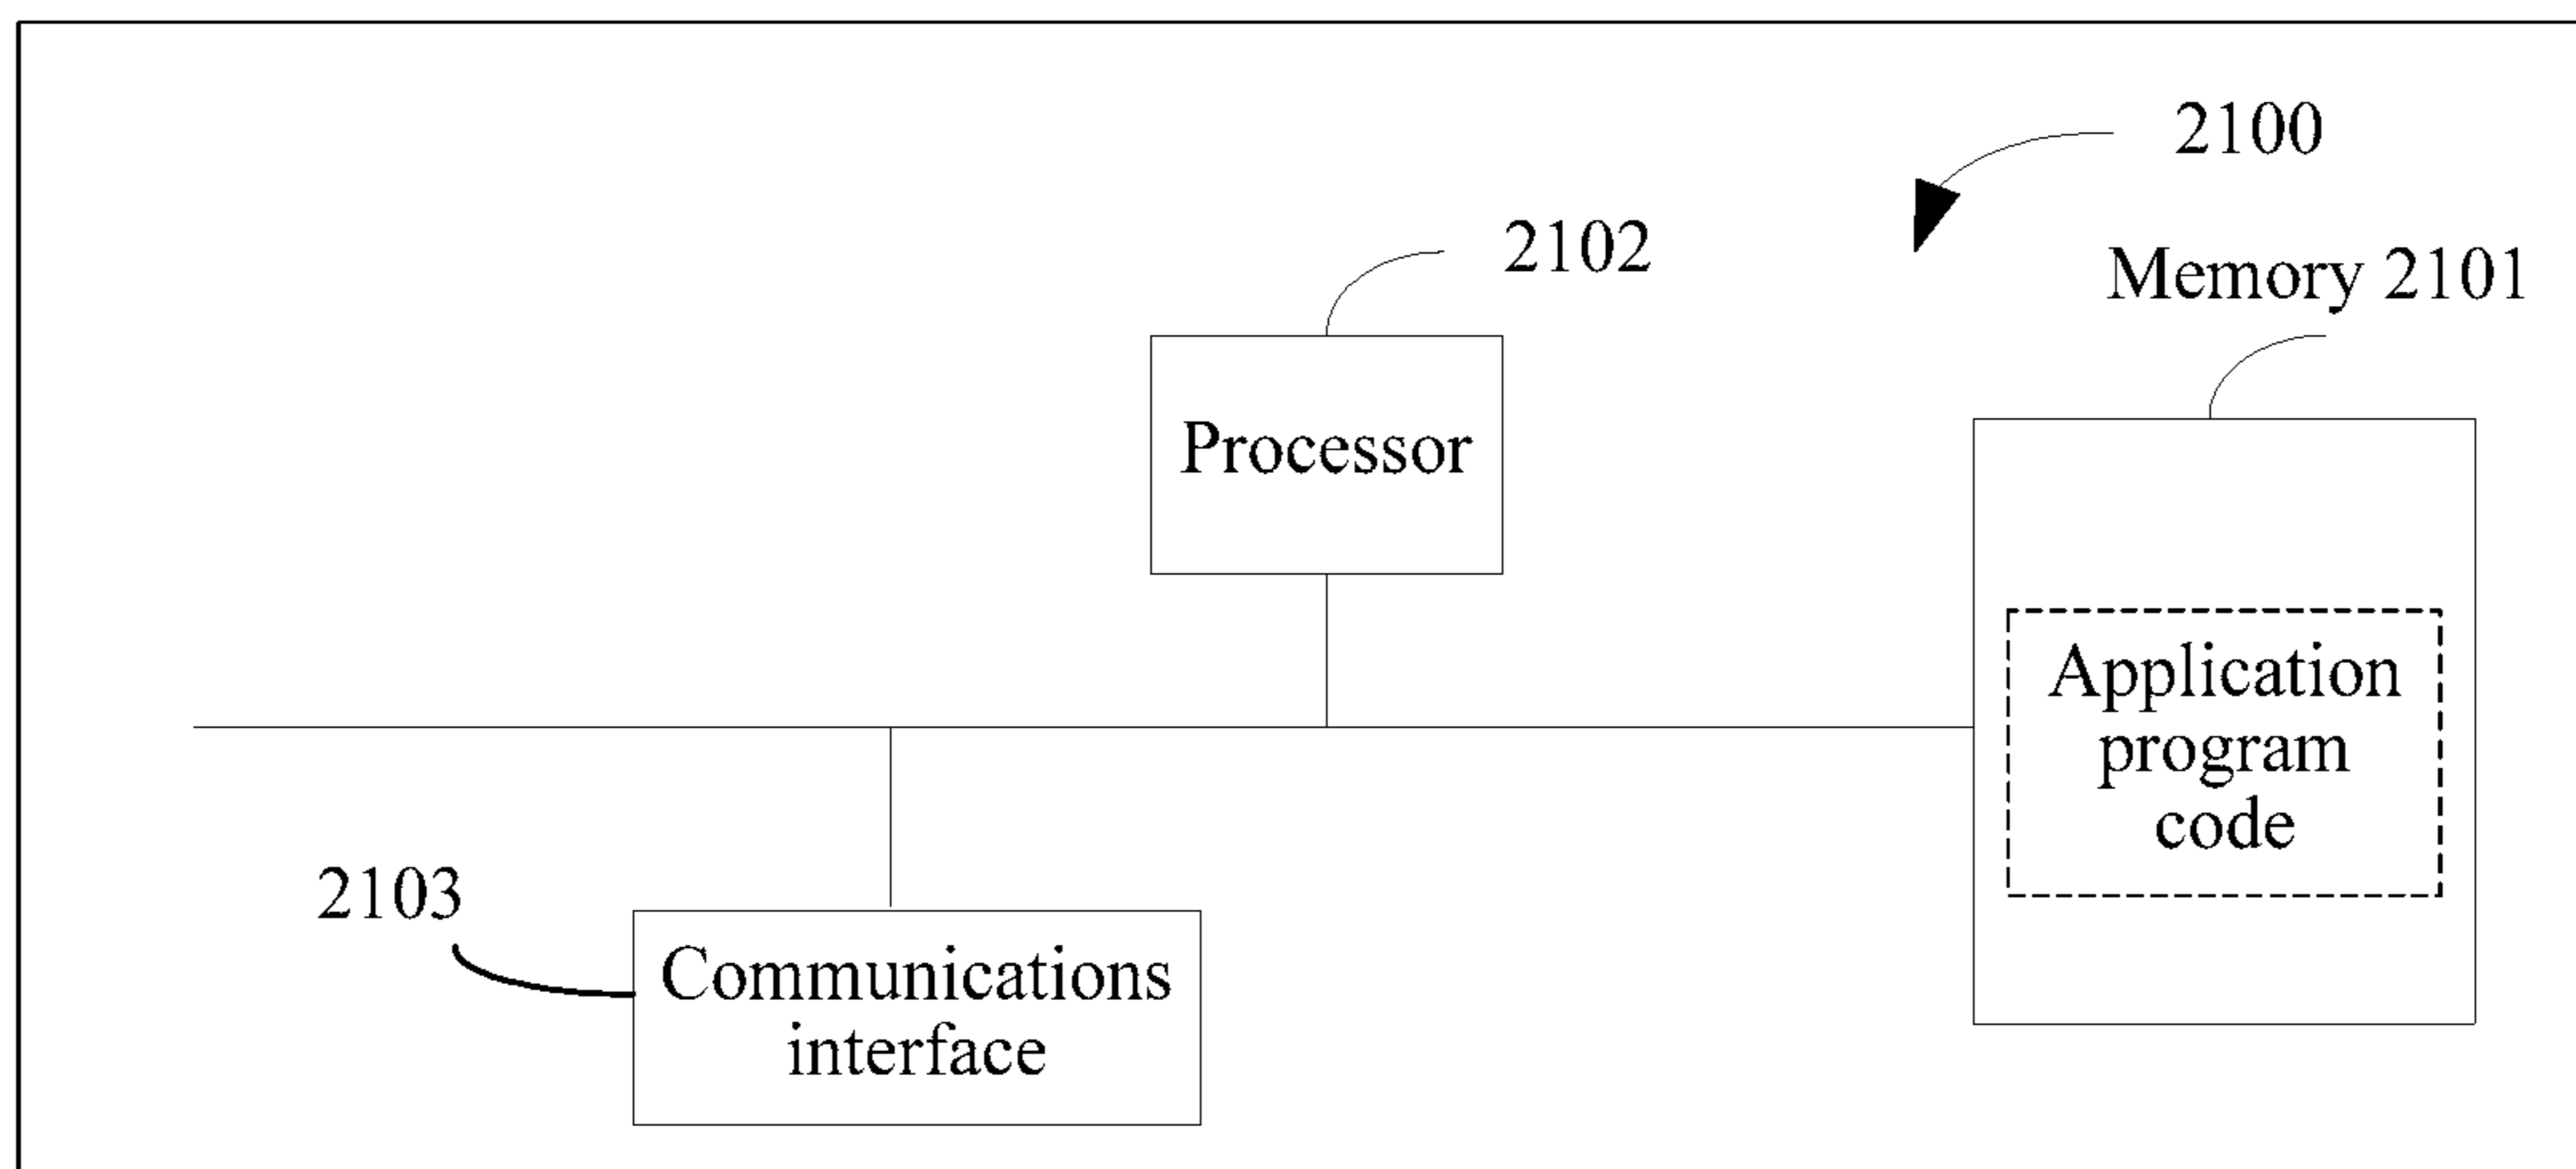 2100
2102
Memory 2101
Processor
Application
program
code
2103
Communications
interface